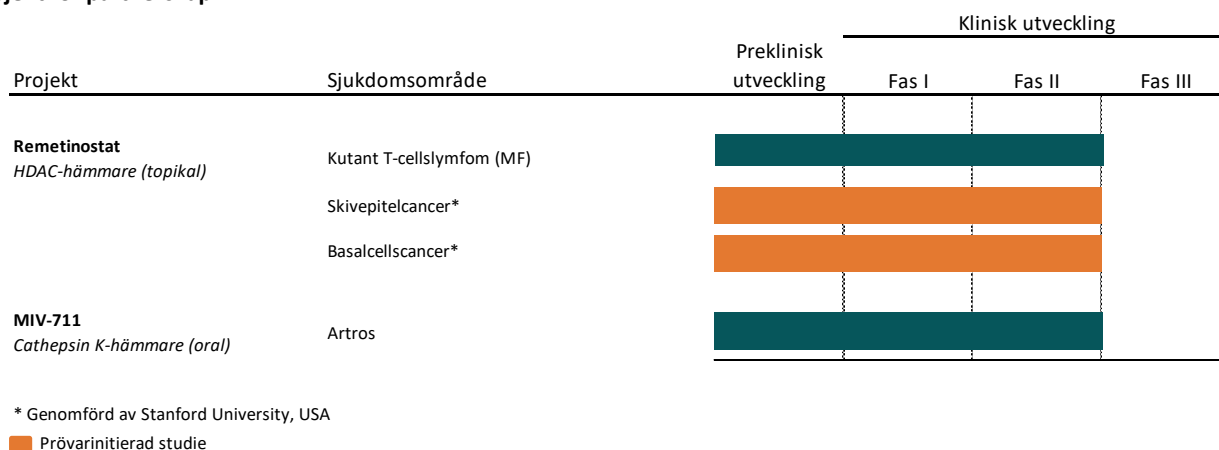 Klinisk utveckling
Preklinisk
Projekt Sjukdomsområde utveckling Fas I Fas II Fas III
Remetinostat
HDAC-hämmare (topikal)
Kutant T-cellslymfom (MF)
Skivepitelcancer*
Basalcellscancer*
MIV-711
Cathepsin K-hämmare (oral)
Artros
* Genomförd av Stanford University, USA
Prövarinitierad studie